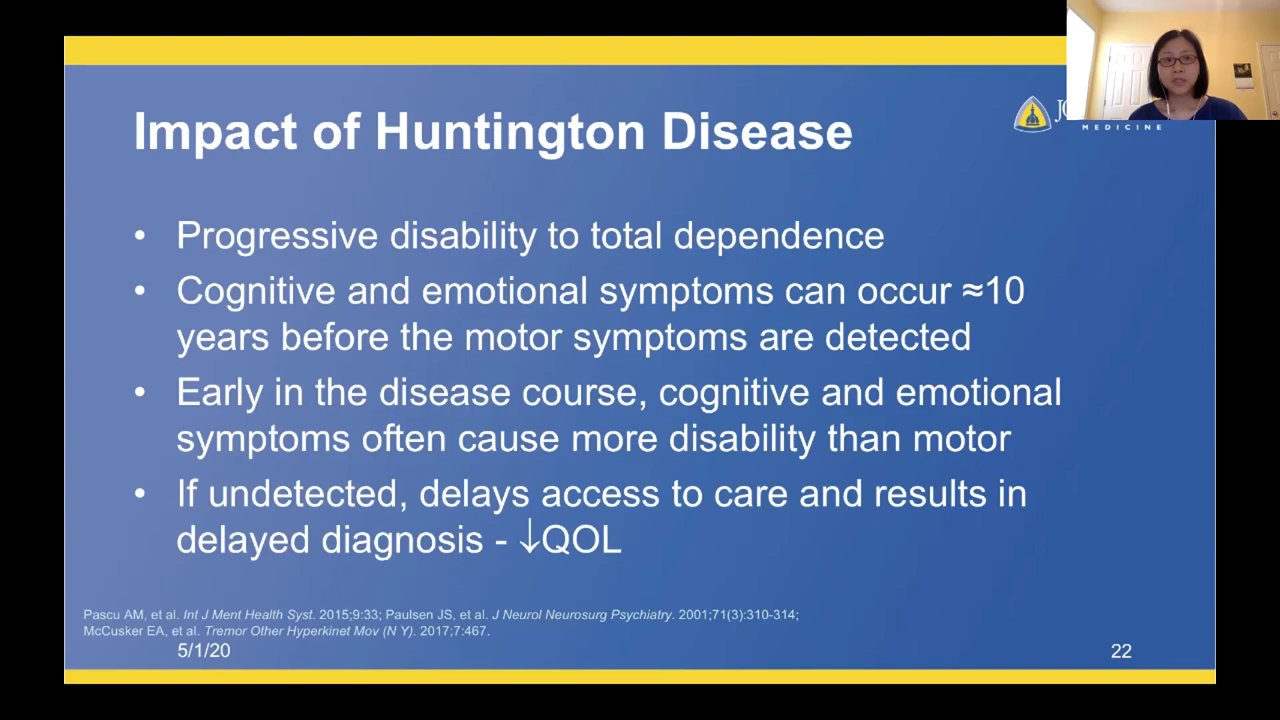 Impact of Huntington Disease
MEDICINE
• Progressive disability to total dependence
• Cognitive and emotional symptoms can occur ≈10
years before the motor symptoms are detected
• Early in the disease course, cognitive and emotional
symptoms often cause more disability than motor
• If undetected, delays access to care and results in
delayed diagnosis - ↓QOL
Pascu AM, et al. Int J Ment Health Syst. 2015;9:33; Paulsen JS, et al. J Neurol Neurosurg Psychiatry. 2001;71(3):310-314;
McCusker EA, et al. Tremor Other Hyperkinet Mov (N Y). 2017;7:467.
5/1/20
22